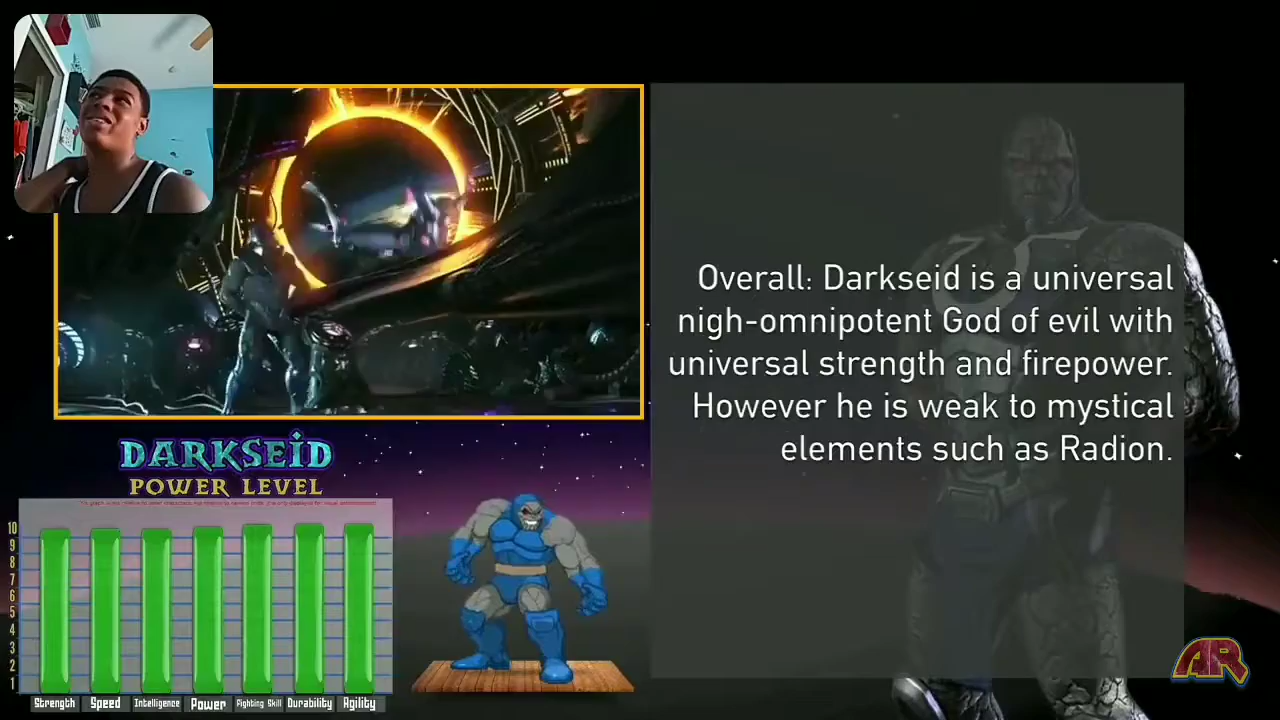 Overall: Darkseid is a universal
nigh-omnipotent God of evil with
universal strength and firepower.
However he is weak to mystical
elements such as Radion.
DARKSEID
POWER LEVEL
10
9
8
7
6
5
4
3
2
1
Strength Speed Intelligence Power Fighting Skill Durability Agility
AR